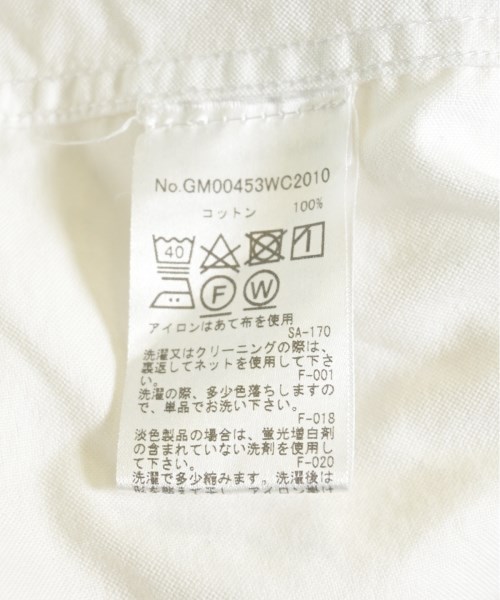 No.GM00453WC2010
コットン 100%
40
F W
アイロンはあて布を使用
SA-170
洗濯又はクリーニングの際は、
裏返してネットを使用して下さ
い。 F-001
洗濯の際、多少色落ちしますの
で、単品でお洗い下さい。
F-018
淡色製品の場合は、蛍光増白剤
の含まれていない洗剤を使用し
て下さい。 F-020
洗濯で多少縮みます。洗濯後は